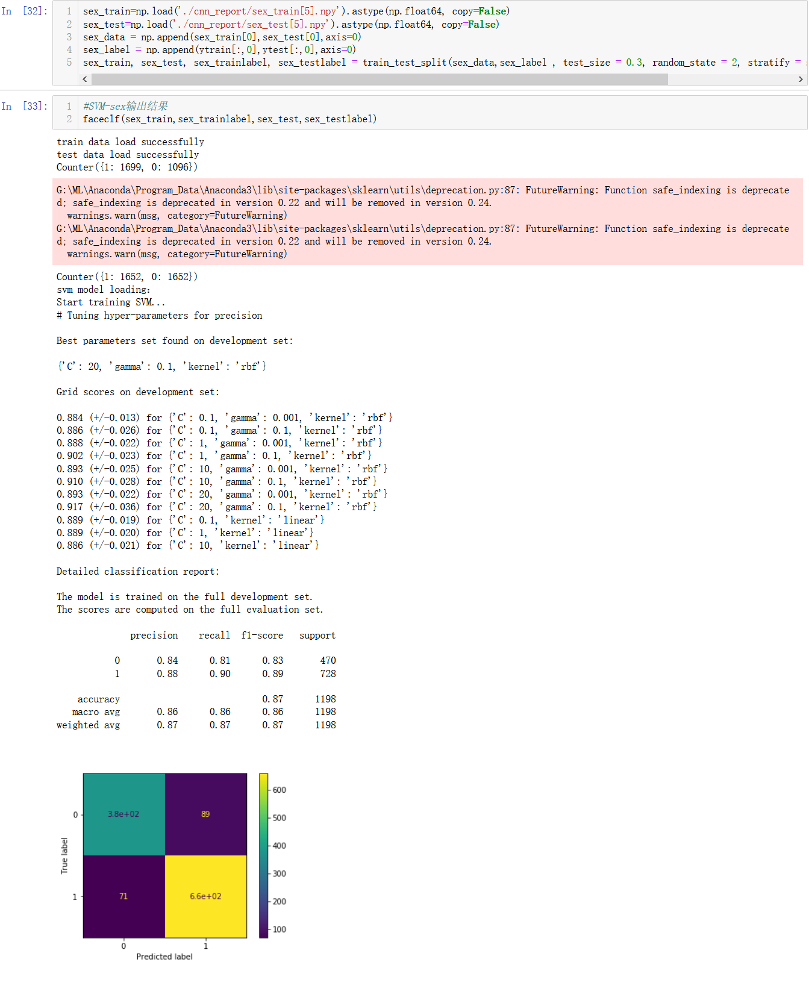 In [32]:
1 sex_train=np.load('./cnn_report/sex_train[5].npy').astype(np.float64, copy=False)
2 sex_test=np.load('./cnn_report/sex_test[5].npy').astype(np.float64, copy=False)
3 sex_data = np.append(sex_train[0],sex_test[0],axis=0)
4 sex_label = np.append(ytrain[:,0],ytest[:,0],axis=0)
5 sex_train, sex_test, sex_trainlabel, sex_testlabel = train_test_split(sex_data,sex_label , test_size = 0.3, random_state = 2, stratify =
In [33]:
1 #SVM-sex输出结果
2 faceclf(sex_train,sex_trainlabel,sex_test,sex_testlabel)
train data load successfully
test data load successfully
Counter({1: 1699, 0: 1096})
G:\ML\Anaconda\Program_Data\Anaconda3\lib\site-packages\sklearn\utils\deprecation.py:87: FutureWarning: Function safe_indexing is deprecate
d; safe_indexing is deprecated in version 0.22 and will be removed in version 0.24.
warnings.warn(msg, category=FutureWarning)
G:\ML\Anaconda\Program_Data\Anaconda3\lib\site-packages\sklearn\utils\deprecation.py:87: FutureWarning: Function safe_indexing is deprecate
d; safe_indexing is deprecated in version 0.22 and will be removed in version 0.24.
warnings.warn(msg, category=FutureWarning)
Counter({1: 1652, 0: 1652})
svm model loading:
Start training SVM...
# Tuning hyper-parameters for precision
Best parameters set found on development set:
{'C': 20, 'gamma': 0.1, 'kernel': 'rbf'}
Grid scores on development set:
0.884 (+/-0.013) for {'C': 0.1, 'gamma': 0.001, 'kernel': 'rbf'}
0.886 (+/-0.026) for {'C': 0.1, 'gamma': 0.1, 'kernel': 'rbf'}
0.888 (+/-0.022) for {'C': 1, 'gamma': 0.001, 'kernel': 'rbf'}
0.902 (+/-0.023) for {'C': 1, 'gamma': 0.1, 'kernel': 'rbf'}
0.893 (+/-0.025) for {'C': 10, 'gamma': 0.001, 'kernel': 'rbf'}
0.910 (+/-0.028) for {'C': 10, 'gamma': 0.1, 'kernel': 'rbf'}
0.893 (+/-0.022) for {'C': 20, 'gamma': 0.001, 'kernel': 'rbf'}
0.917 (+/-0.036) for {'C': 20, 'gamma': 0.1, 'kernel': 'rbf'}
0.889 (+/-0.019) for {'C': 0.1, 'kernel': 'linear'}
0.889 (+/-0.020) for {'C': 1, 'kernel': 'linear'}
0.886 (+/-0.021) for {'C': 10, 'kernel': 'linear'}
Detailed classification report:
The model is trained on the full development set.
The scores are computed on the full evaluation set.
precision recall f1-score support
0 0.84 0.81 0.83 470
1 0.88 0.90 0.89 728
accuracy 0.87 1198
macro avg 0.86 0.86 0.86 1198
weighted avg 0.87 0.87 0.87 1198
True label
0
1
3.8e+02 89
71 6.6e+02
0 1
Predicted label
600
500
400
300
200
100